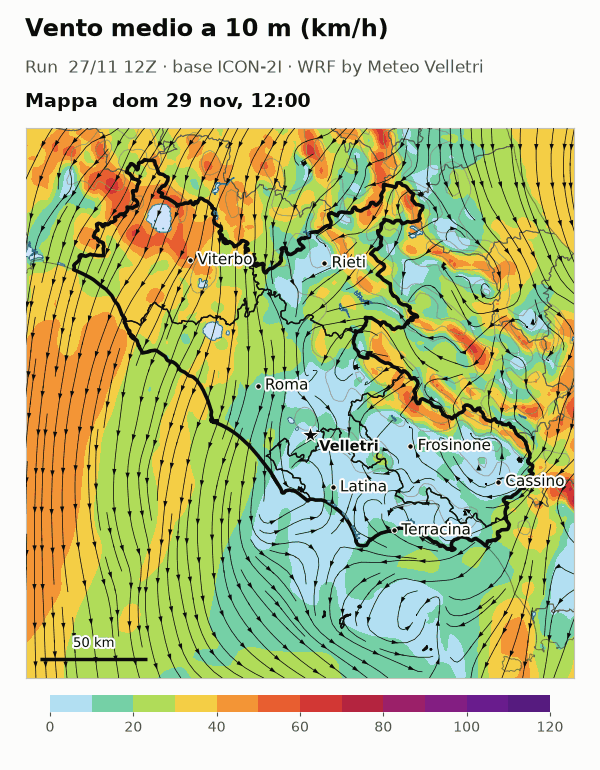 Vento medio a 10 m (km/h)
Run 27/11 12Z · base ICON-2I · WRF by Meteo Velletri
Mappa dom 29 nov, 12:00
Viterbo
Rieti
Roma
Velletri
Frosinone
Latina
Cassino
Terracina
50 km
0 20 40 60 80 100 120